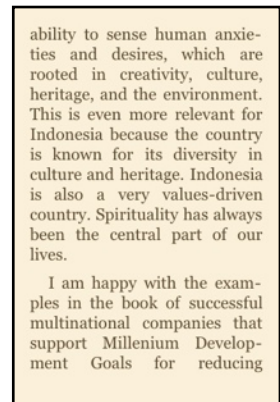 ability to sense human anxie-
ties and desires, which are
rooted in creativity, culture,
heritage, and the environment.
This is even more relevant for
Indonesia because the country
is known for its diversity in
culture and heritage. Indonesia
is also a very values-driven
country. Spirituality has always
been the central part of our
lives.
I am happy with the exam-
ples in the book of successful
multinational companies that
support Millenium Develop-
ment Goals for reducing